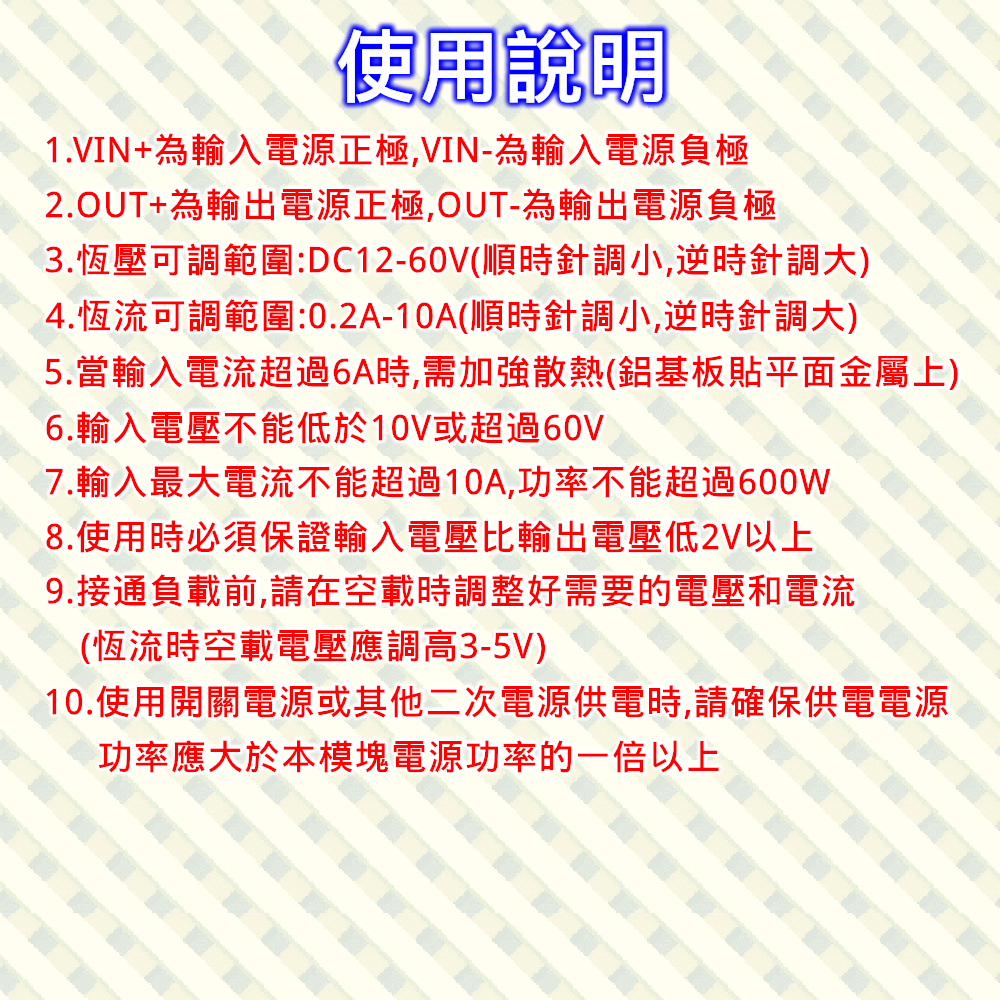 使用說明
1.VIN+為輸入電源正極,VIN-為輸入電源負極
2.OUT+為輸出電源正極,OUT-為輸出電源負極
3.恆壓可調範圍:DC12-60V(順時針調小,逆時針調大)
4.恆流可調範圍:0.2A-10A(順時針調小,逆時針調大)
5.當輸入電流超過6A時,需加強散熱(鋁基板貼平面金屬上)
6.輸入電壓不能低於10V或超過60V
7.輸入最大電流不能超過10A,功率不能超過600W
8.使用時必須保證輸入電壓比輸出電壓低2V以上
9.接通負載前,請在空載時調整好需要的電壓和電流
(恆流時空載電壓應調高3-5V)
10.使用開關電源或其他二次電源供電時,請確保供電電源
功率應大於本模塊電源功率的一倍以上